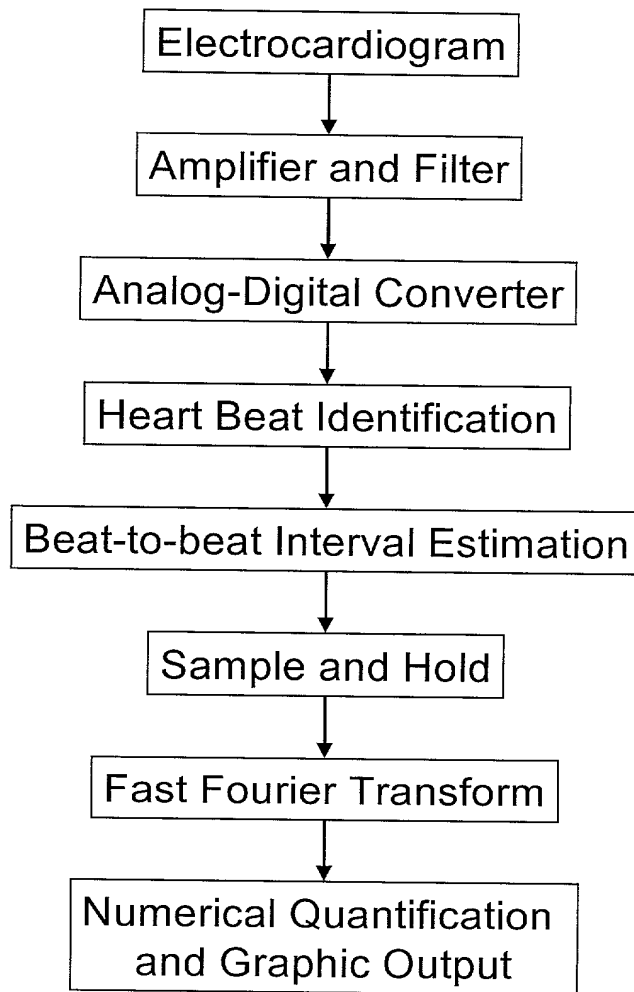 Electrocardiogram
Amplifier and Filter
Analog-Digital Converter
Heart Beat Identification
Beat-to-beat Interval Estimation
Sample and Hold
Fast Fourier Transform
Numerical Quantification
and Graphic Output